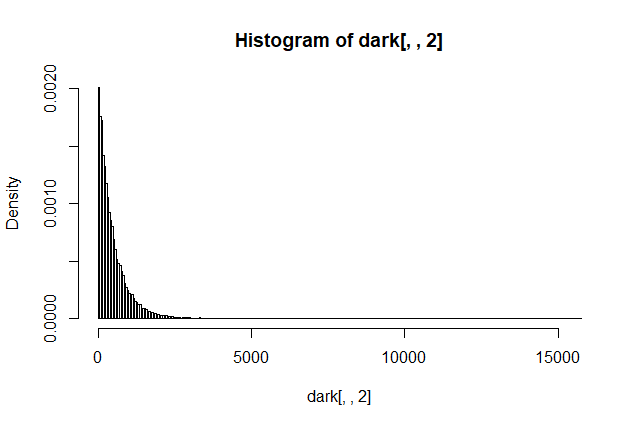 Histogram of dark[, , 2]
Density
0.0020
0.0010
0.0000
0
5000
10000
15000
dark[, , 2]